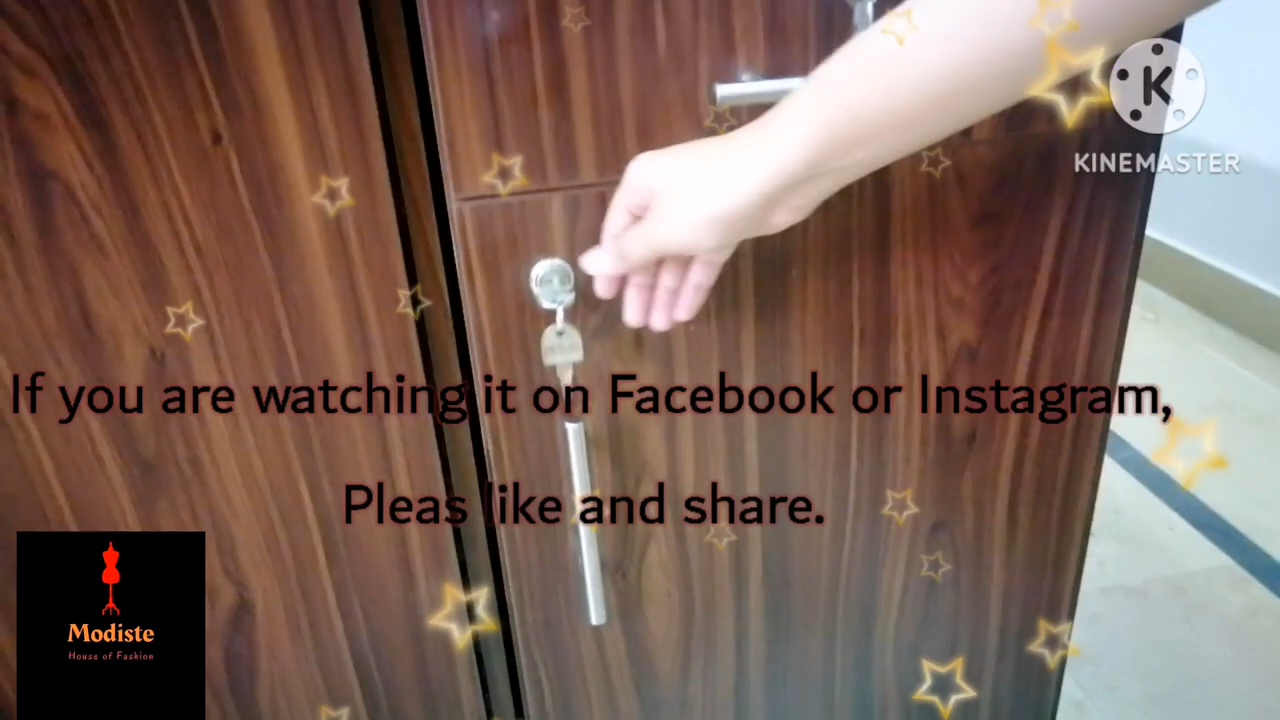 KINEMASTER
If you are watching it on Facebook or Instagram,
Pleas like and share.
Modiste
House of Fashion